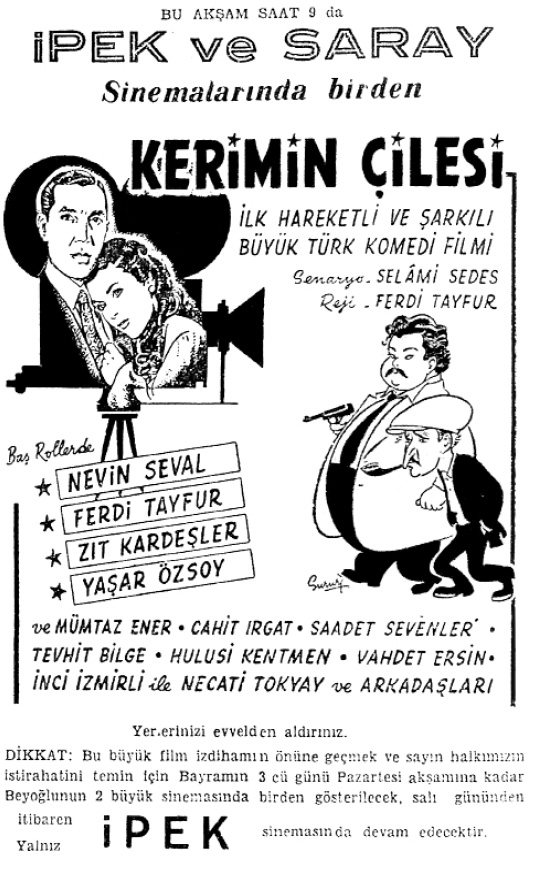 BU AKŞAM SAAT 9 da
İPEK ve SARAY
Sinemalarında birden
KERİMİN ÇİLESİ
İLK HAREKETLİ VE ŞARKILI
BÜYÜK TÜRK KOMEDİ FİLMİ
Senaryo - SELÂMİ SEDES
Reji - FERDİ TAYFUR
Baş Rollerde
★ NEVİN SEVAL
★ FERDİ TAYFUR
★ ZIT KARDEŞLER
★ YAŞAR ÖZSOY
ve MÜMTAZ ENER • CAHİT IRGAT • SAADET SEVENLER •
TEVHİT BİLGE • HULUSİ KENTMEN • VAHDET ERSİN •
İNCİ İZMİRLİ ile NECATİ TOKYAY ve ARKADAŞLARI
Yerlerinizi evvelden aldırınız.
DİKKAT: Bu büyük film izdihamın önüne geçmek ve sayın halkımızın
istirahatini temin için Bayramın 3 cü günü Pazartesi akşamına kadar
Beyoğlunun 2 büyük sinemasında birden gösterilecek, salı gününden
itibaren
Yalnız İPEK sinemasında devam edecektir.